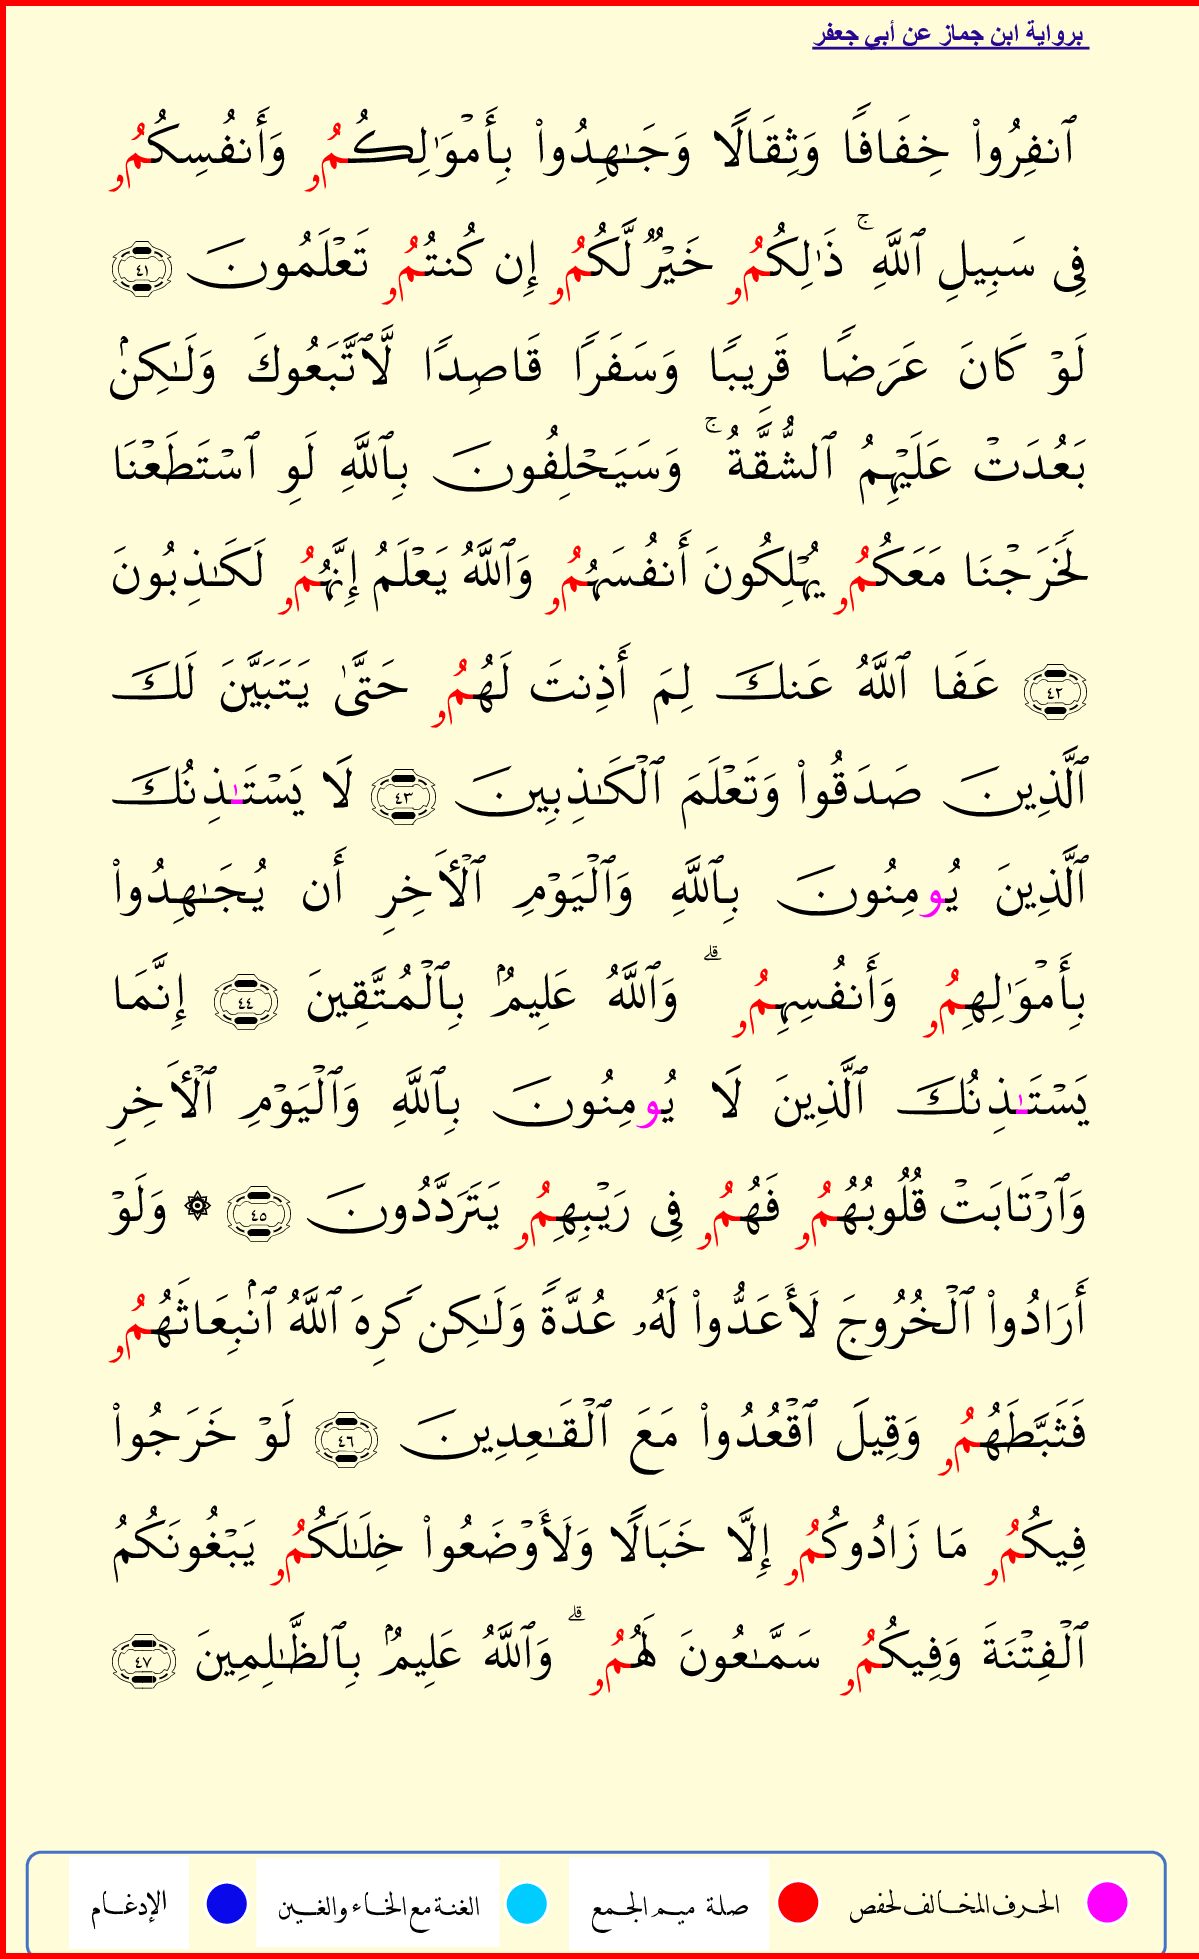 برواية ابن جماز عن أبي جعفر
ٱنفِرُوا۟ خِفَافًا وَثِقَالًا وَجَـٰهِدُوا۟ بِأَمْوَٰلِكُمُۥ وَأَنفُسِكُمُۥ
فِى سَبِيلِ ٱللَّهِ ۚ ذَٰلِكُمُۥ خَيْرٌ لَّكُمُۥ إِن كُنتُمُۥ تَعْلَمُونَ ٤١
لَوْ كَانَ عَرَضًا قَرِيبًا وَسَفَرًا قَاصِدًا لَّٱتَّبَعُوكَ وَلَـٰكِنۢ
بَعُدَتْ عَلَيْهِمُ ٱلشُّقَّةُ ۚ وَسَيَحْلِفُونَ بِٱللَّهِ لَوِ ٱسْتَطَعْنَا
لَخَرَجْنَا مَعَكُمُۥ يُهْلِكُونَ أَنفُسَهُمُۥ وَٱللَّهُ يَعْلَمُ إِنَّهُمُۥ لَكَـٰذِبُونَ
٤٢ عَفَا ٱللَّهُ عَنكَ لِمَ أَذِنتَ لَهُمُۥ حَتَّىٰ يَتَبَيَّنَ لَكَ
ٱلَّذِينَ صَدَقُوا۟ وَتَعْلَمَ ٱلْكَـٰذِبِينَ ٤٣ لَا يَسْتَـٰذِنُكَ
ٱلَّذِينَ يُومِنُونَ بِٱللَّهِ وَٱلْيَوْمِ ٱلْـَٔاخِرِ أَن يُجَـٰهِدُوا۟
بِأَمْوَٰلِهِمُۥ وَأَنفُسِهِمُۥ ۗ وَٱللَّهُ عَلِيمٌۢ بِٱلْمُتَّقِينَ ٤٤ إِنَّمَا
يَسْتَـٰذِنُكَ ٱلَّذِينَ لَا يُومِنُونَ بِٱللَّهِ وَٱلْيَوْمِ ٱلْـَٔاخِرِ
وَٱرْتَابَتْ قُلُوبُهُمُۥ فَهُمُۥ فِى رَيْبِهِمُۥ يَتَرَدَّدُونَ ٤٥ ۞ وَلَوْ
أَرَادُوا۟ ٱلْخُرُوجَ لَأَعَدُّوا۟ لَهُۥ عُدَّةً وَلَـٰكِن كَرِهَ ٱللَّهُ ٱنۢبِعَاثَهُمُۥ
فَثَبَّطَهُمُۥ وَقِيلَ ٱقْعُدُوا۟ مَعَ ٱلْقَـٰعِدِينَ ٤٦ لَوْ خَرَجُوا۟
فِيكُمُۥ مَا زَادُوكُمُۥ إِلَّا خَبَالًا وَلَأَوْضَعُوا۟ خِلَـٰلَكُمُۥ يَبْغُونَكُمُ
ٱلْفِتْنَةَ وَفِيكُمُۥ سَمَّـٰعُونَ لَهُمُۥ ۗ وَٱللَّهُ عَلِيمٌۢ بِٱلظَّـٰلِمِينَ ٤٧
الحرف المخالف لحفص صلة ميم الجمع الغنة مع الخاء والغين الإدغام